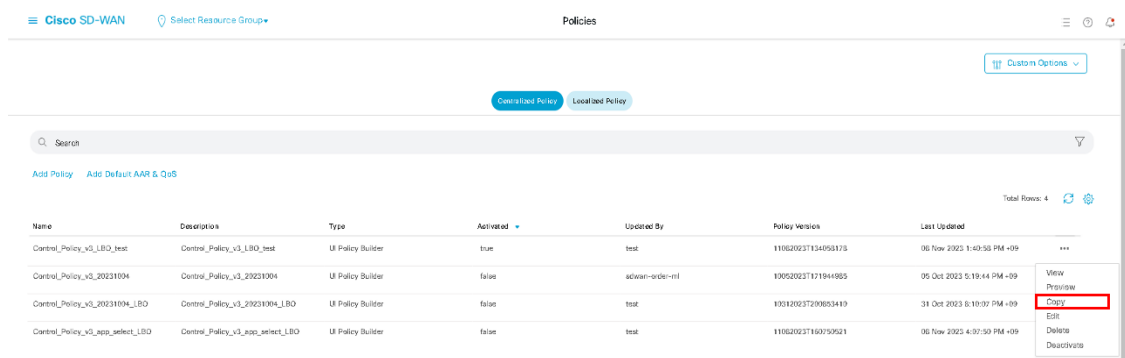 Cisco SD-WAN
Select Resource Group▾
Policies
Custom Options
Centralized Policy
Localized Policy
Search
Add Policy
Add Default AAR & QoS
Total Rows: 4
Name Description Type Activated Updated By Policy Version Last Updated
Control_Policy_v3_LBO_test Control_Policy_v3_LBO_test UI Policy Builder true test 11062023T134058178 06 Nov 2023 1:40:58 PM +09
Control_Policy_v3_20231004 Control_Policy_v3_20231004 UI Policy Builder false sdwan-order-ml 10052023T171944985 05 Oct 2023 5:19:44 PM +09
Control_Policy_v3_20231004_LBO Control_Policy_v3_20231004_LBO UI Policy Builder false test 10312023T200853410 31 Oct 2023 8:10:07 PM +09
Control_Policy_v3_app_select_LBO Control_Policy_v3_app_select_LBO UI Policy Builder false test 11062023T160750521 06 Nov 2023 4:07:50 PM +09
View
Preview
Copy
Edit
Delete
Deactivate